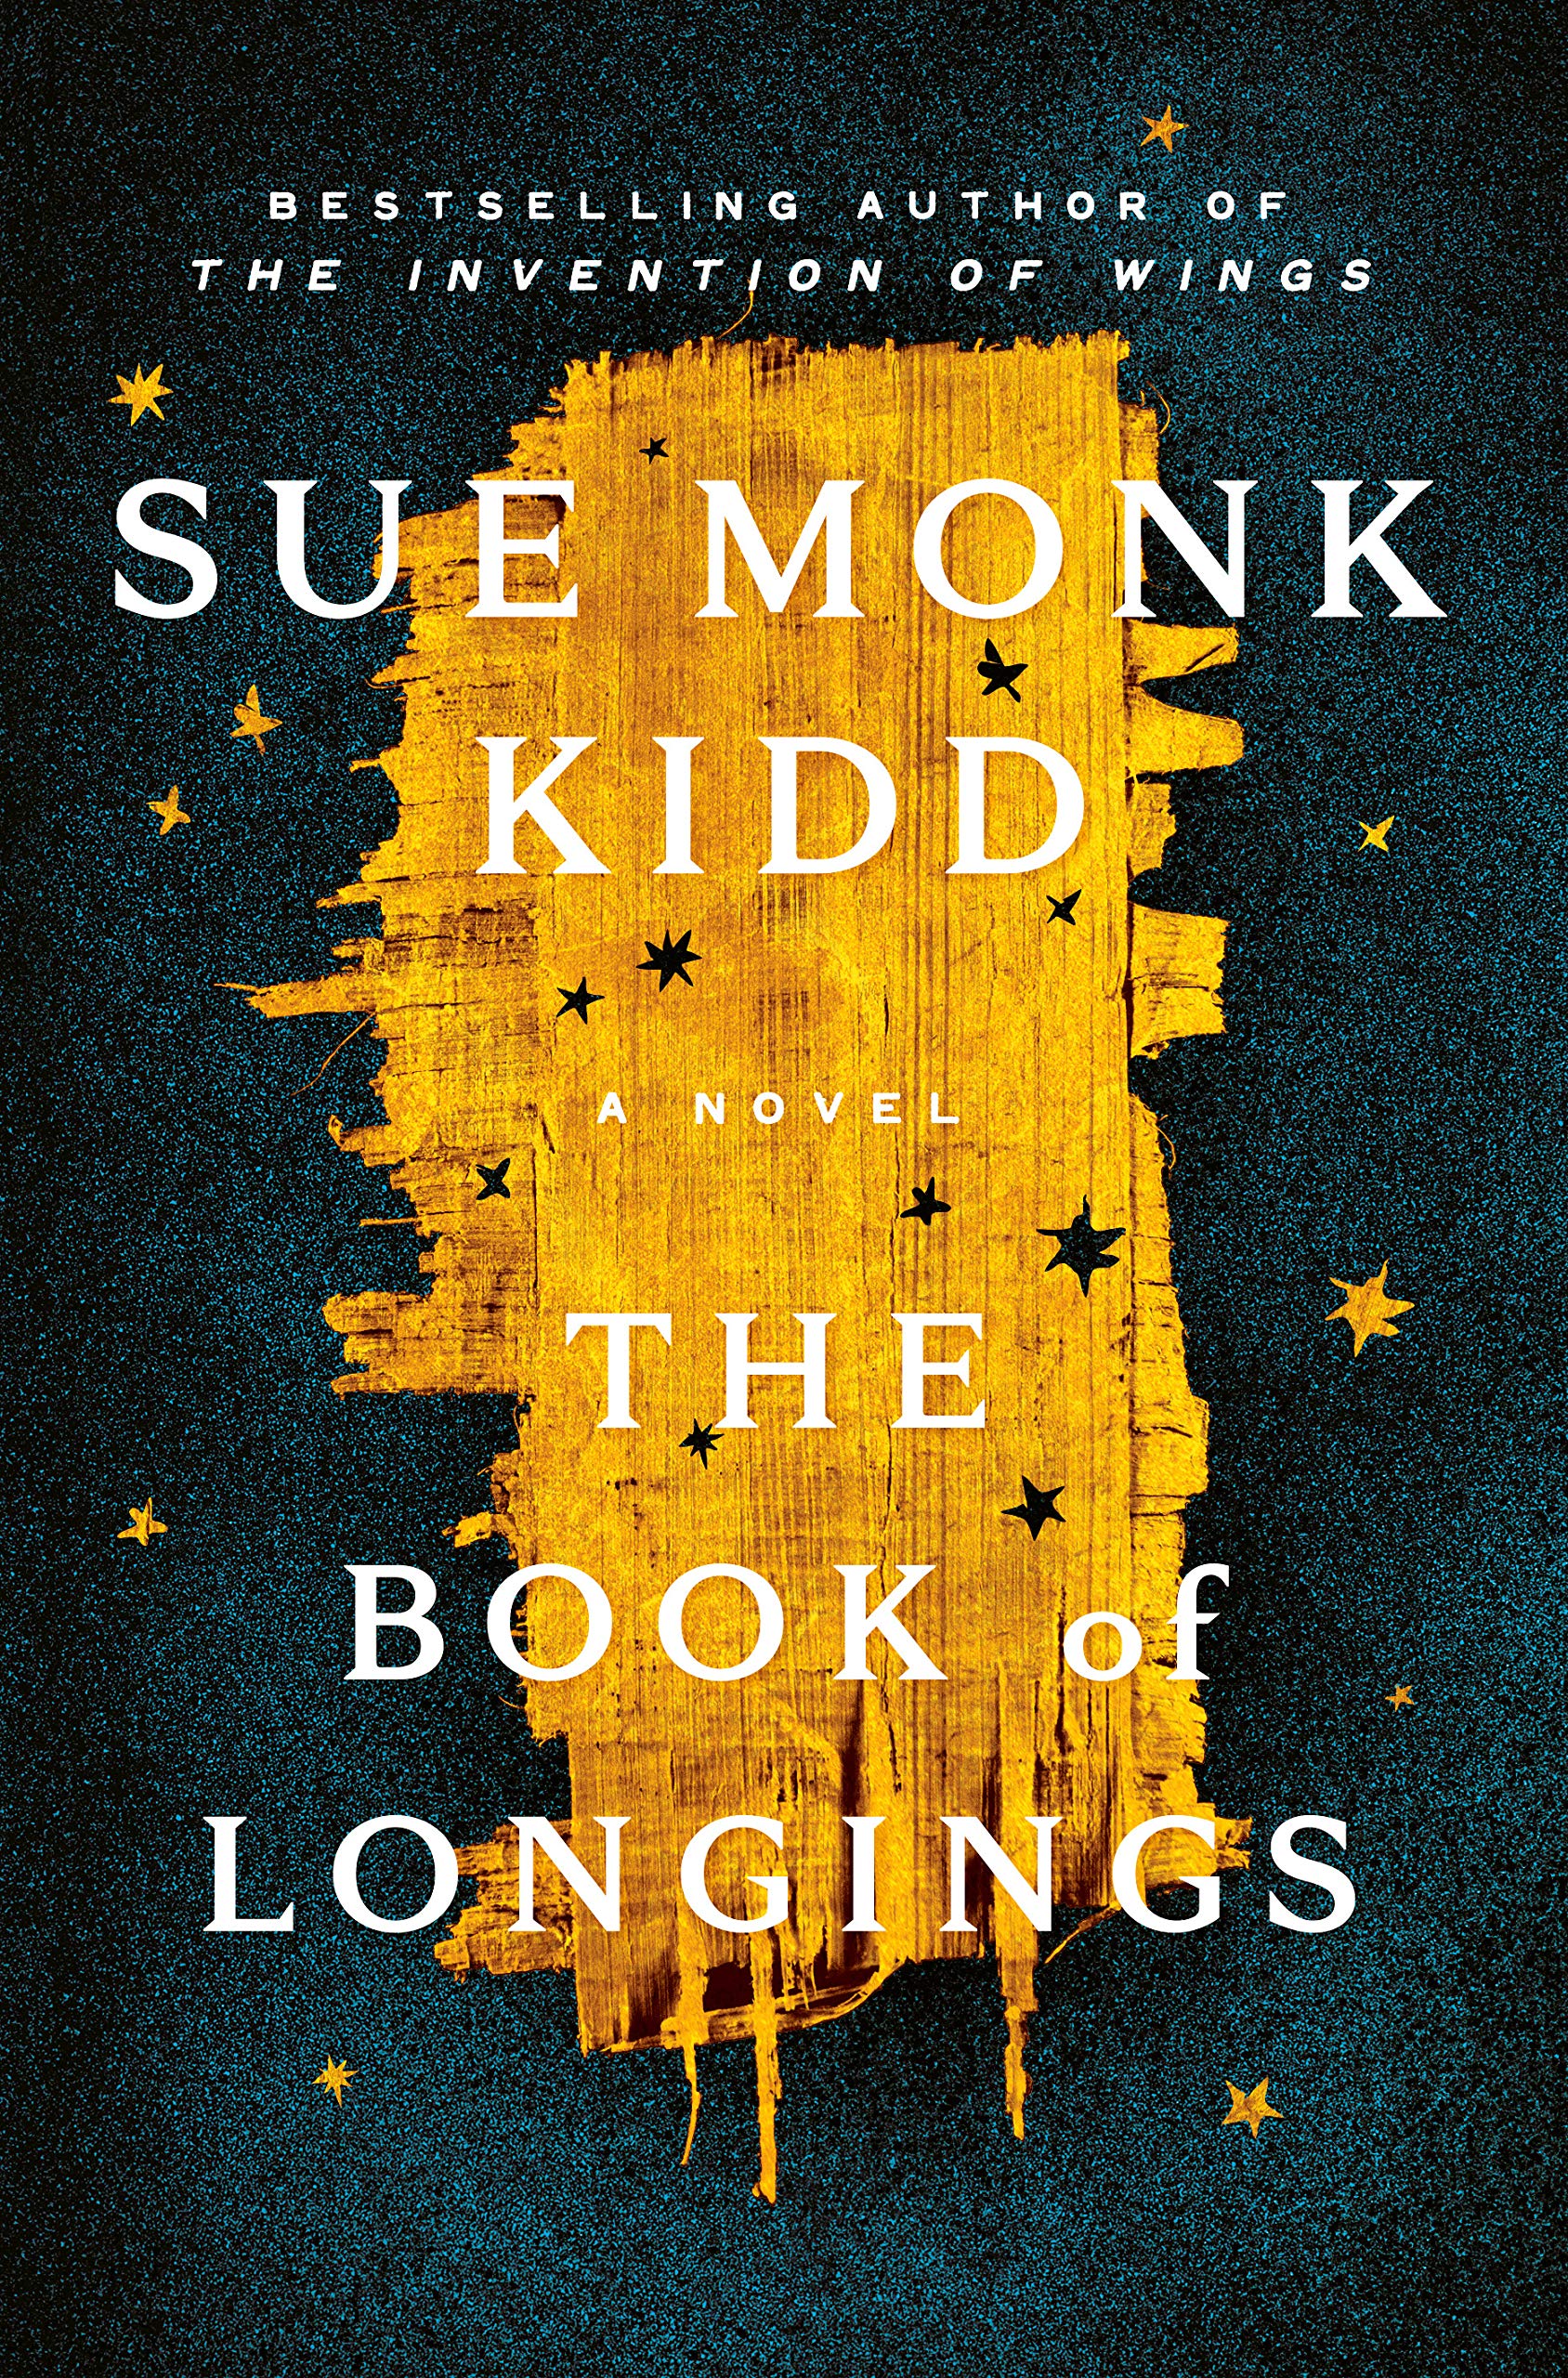 BESTSELLING AUTHOR OF
THE INVENTION OF WINGS
SUE MONK
KIDD
A NOVEL
THE
BOOK of
LONGINGS